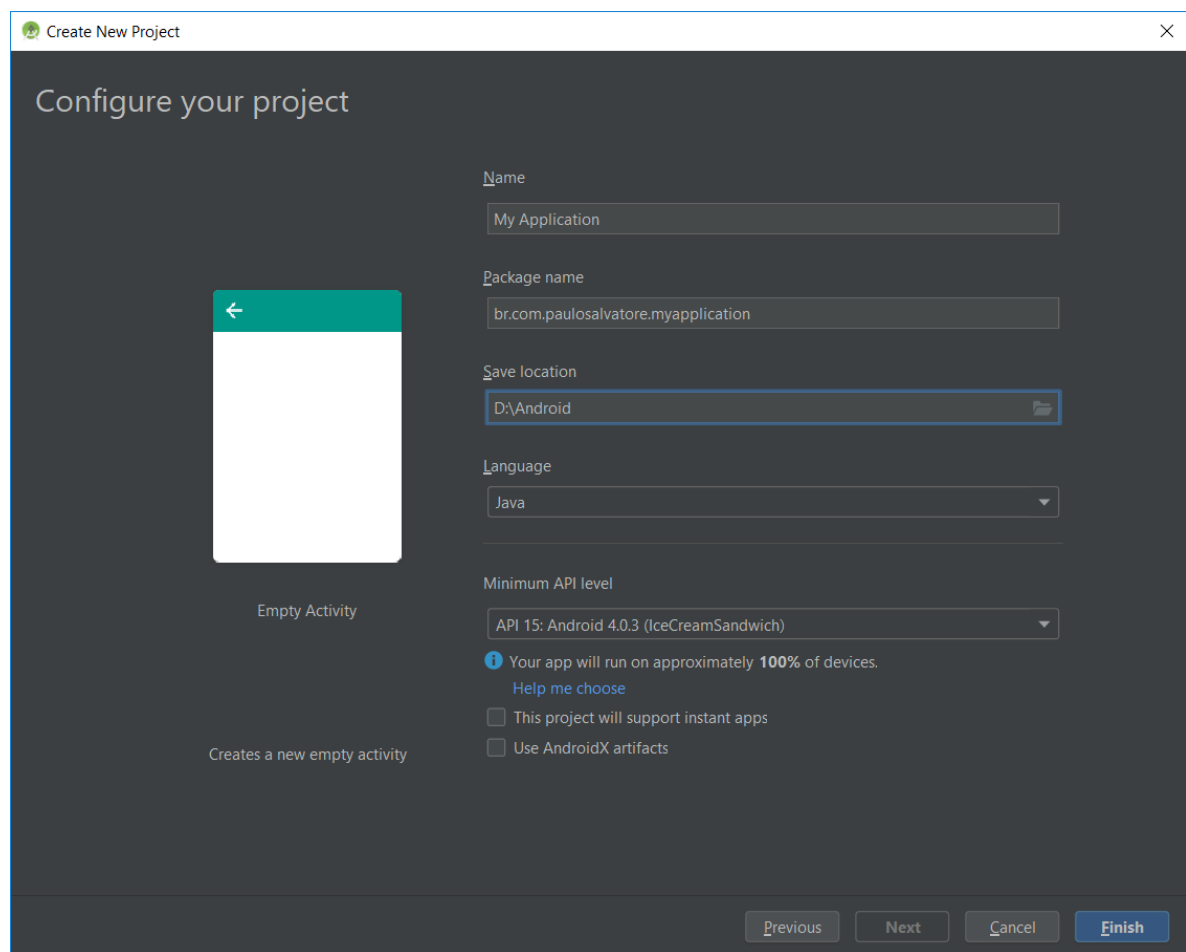 Create New Project
Configure your project
Name
My Application
Package name
br.com.paulosalvatore.myapplication
Save location
D:\Android
Language
Java
Empty Activity
Creates a new empty activity
Minimum API level
API 15: Android 4.0.3 (IceCreamSandwich)
Your app will run on approximately 100% of devices.
Help me choose
This project will support instant apps
Use AndroidX artifacts
Previous
Next
Cancel
Finish